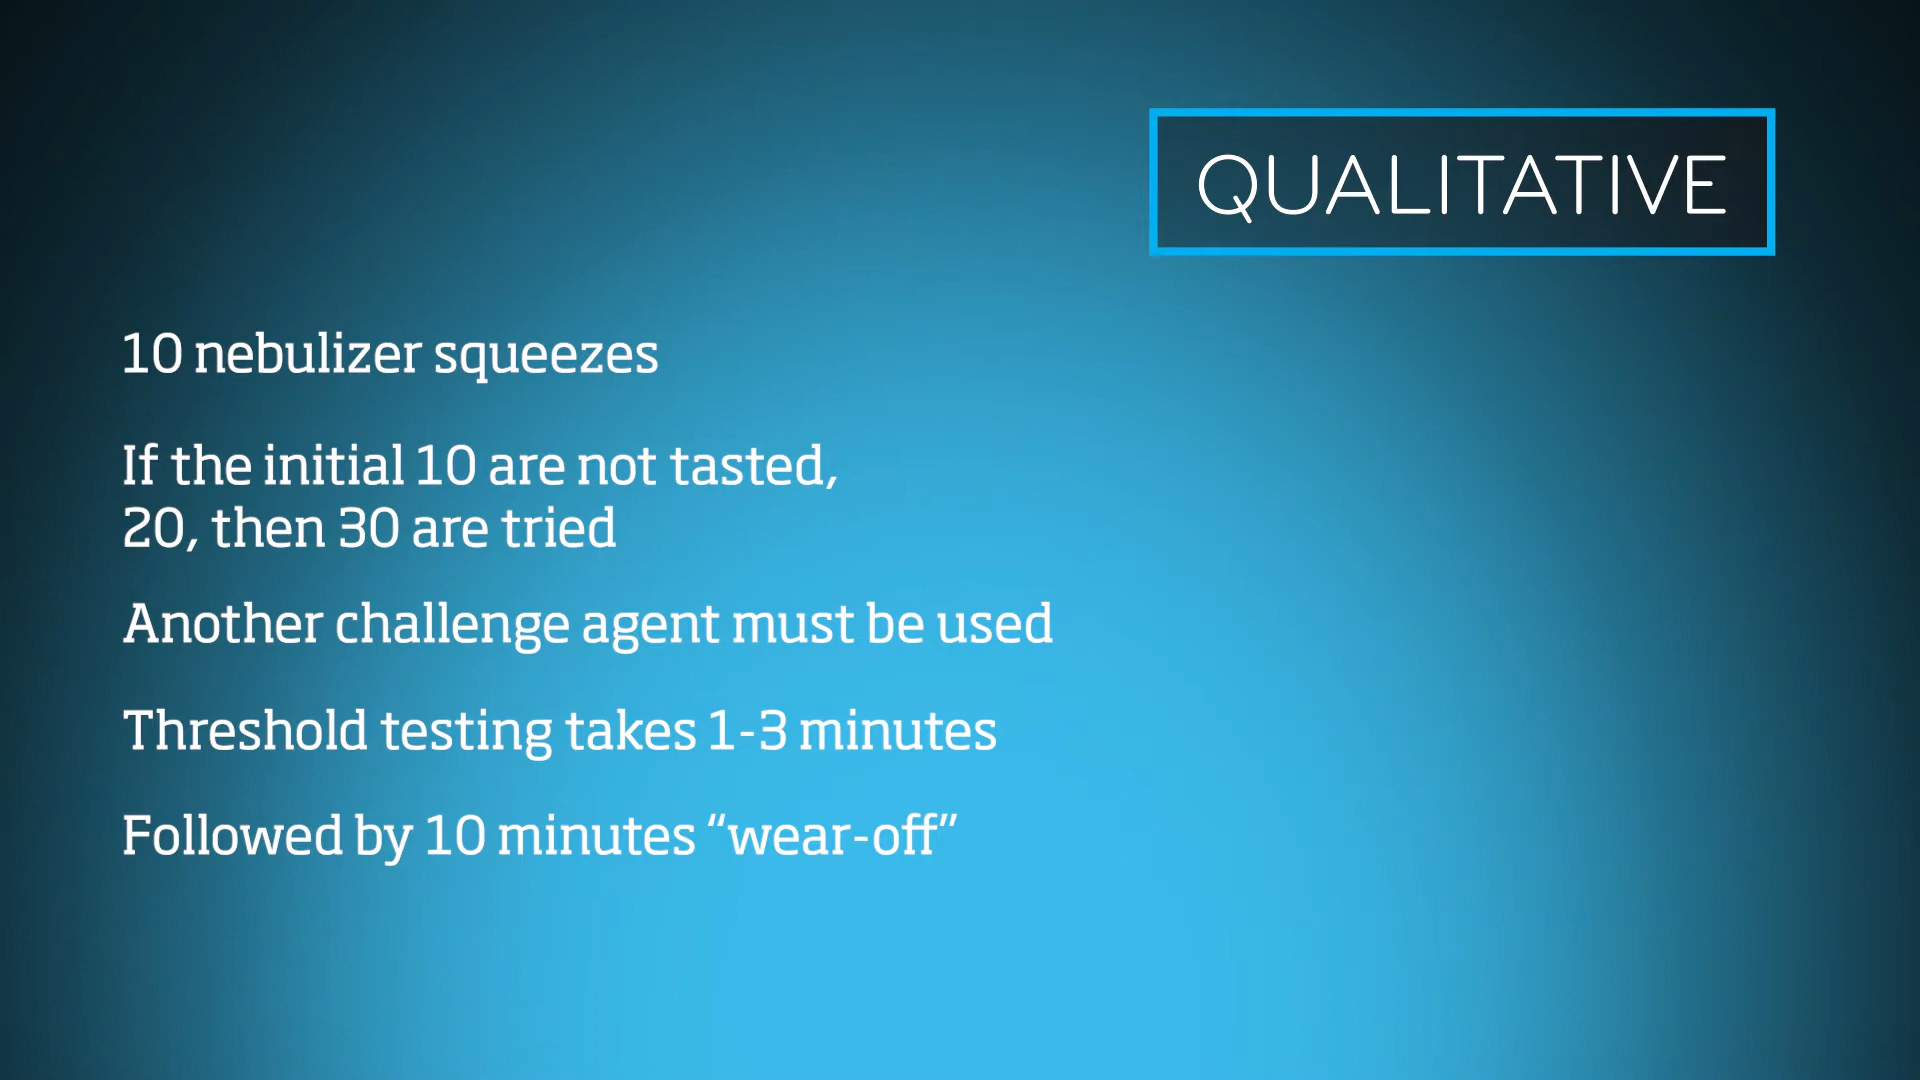 QUALITATIVE
10 nebulizer squeezes
If the initial 10 are not tasted,
20, then 30 are tried
Another challenge agent must be used
Threshold testing takes 1-3 minutes
Followed by 10 minutes “wear-off”